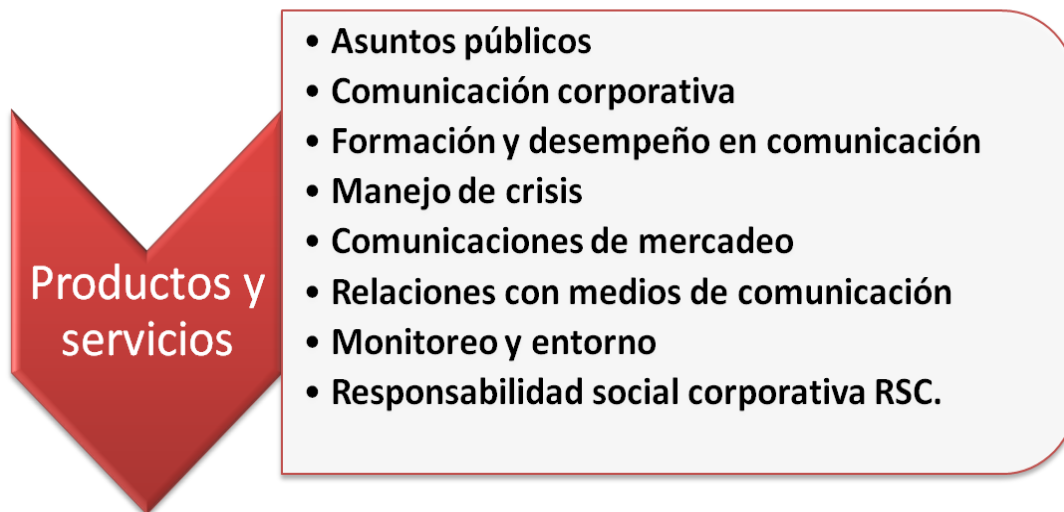 Productos y
servicios
• Asuntos públicos
• Comunicación corporativa
• Formación y desempeño en comunicación
• Manejo de crisis
• Comunicaciones de mercadeo
• Relaciones con medios de comunicación
• Monitoreo y entorno
• Responsabilidad social corporativa RSC.